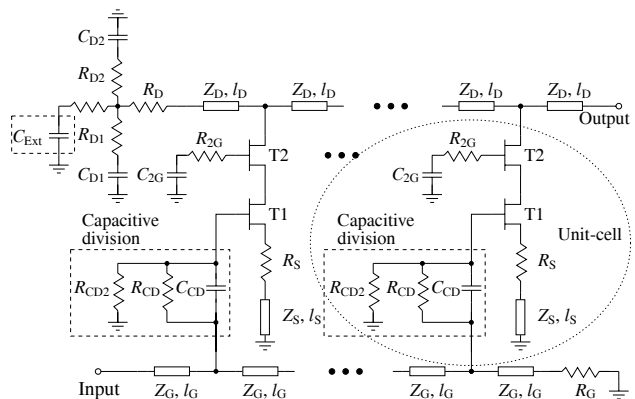 C_D2
R_D2
R_D
Z_D, l_D
Z_D, l_D
Z_D, l_D
Z_D, l_D
C_Ext
R_D1
C_D1
Output
R_2G
C_2G
T2
R_2G
C_2G
T2
T1
T1
Capacitive
division
Capacitive
division
Unit-cell
R_S
R_S
R_CD2
R_CD
C_CD
R_CD2
R_CD
C_CD
Z_S, l_S
Z_S, l_S
Input
Z_G, l_G
Z_G, l_G
Z_G, l_G
Z_G, l_G
R_G